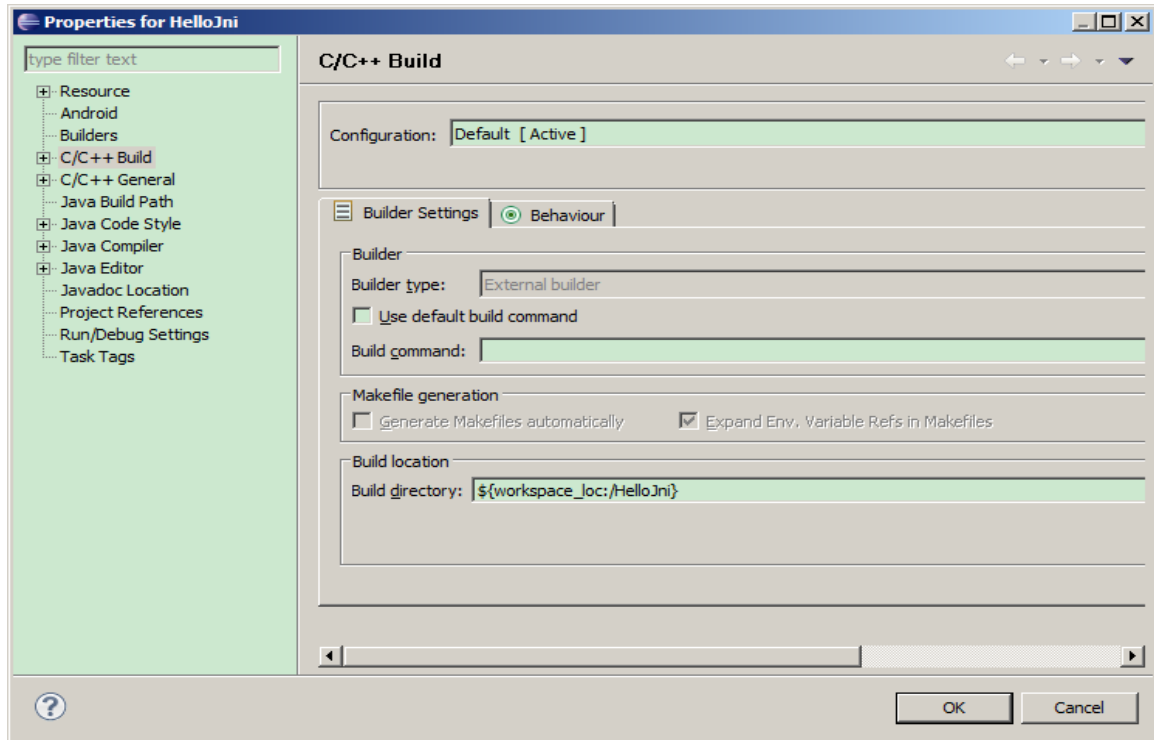 Properties for HelloJni
type filter text
Resource
Android
Builders
C/C++ Build
C/C++ General
Java Build Path
Java Code Style
Java Compiler
Java Editor
Javadoc Location
Project References
Run/Debug Settings
Task Tags
C/C++ Build
Configuration: Default [ Active ]
Builder Settings Behaviour
Builder
Builder type: External builder
Use default build command
Build command:
Makefile generation
Generate Makefiles automatically Expand Env. Variable Refs in Makefiles
Build location
Build directory: ${workspace_loc:/HelloJni}
OK Cancel